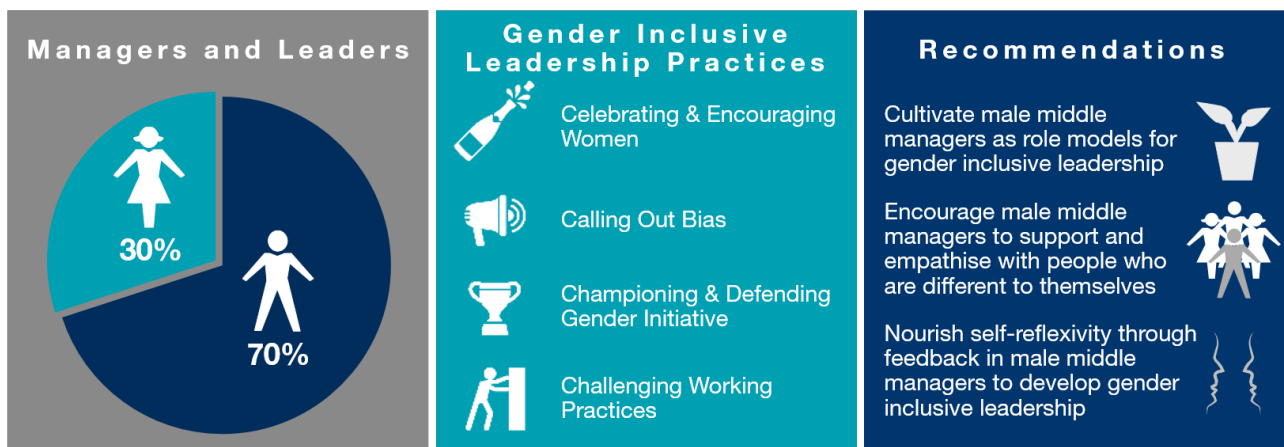 Managers and Leaders
30%
70%
Gender Inclusive
Leadership Practices
Celebrating & Encouraging
Women
Calling Out Bias
Championing & Defending
Gender Initiative
Challenging Working
Practices
Recommendations
Cultivate male middle
managers as role models for
gender inclusive leadership
Encourage male middle
managers to support and
empathise with people who
are different to themselves
Nourish self-reflexivity through
feedback in male middle
managers to develop gender
inclusive leadership